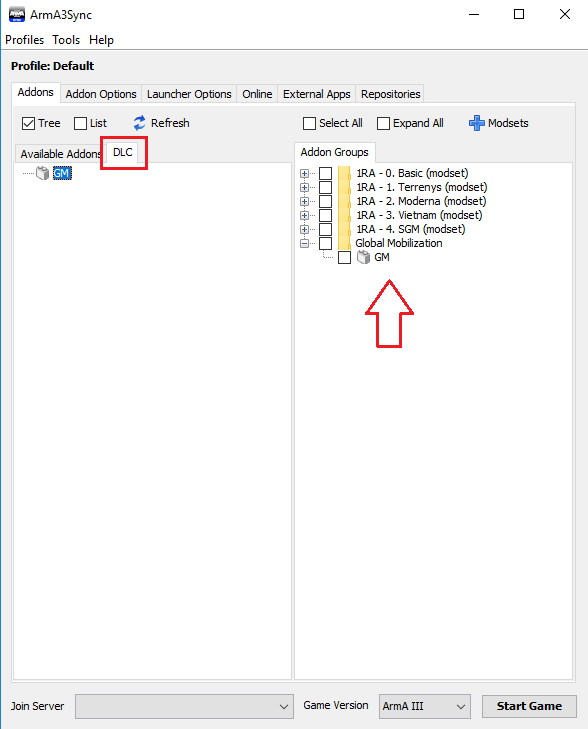 ArmA3Sync
Profiles Tools Help
Profile: Default
Addons Addon Options Launcher Options Online External Apps Repositories
Tree List Refresh Select All Expand All Modsets
Available Addons DLC Addon Groups
GM
1RA - 0. Basic (modset)
1RA - 1. Terrenys (modset)
1RA - 2. Moderna (modset)
1RA - 3. Vietnam (modset)
1RA - 4. SGM (modset)
Global Mobilization
GM
Join Server Game Version ArmA III Start Game